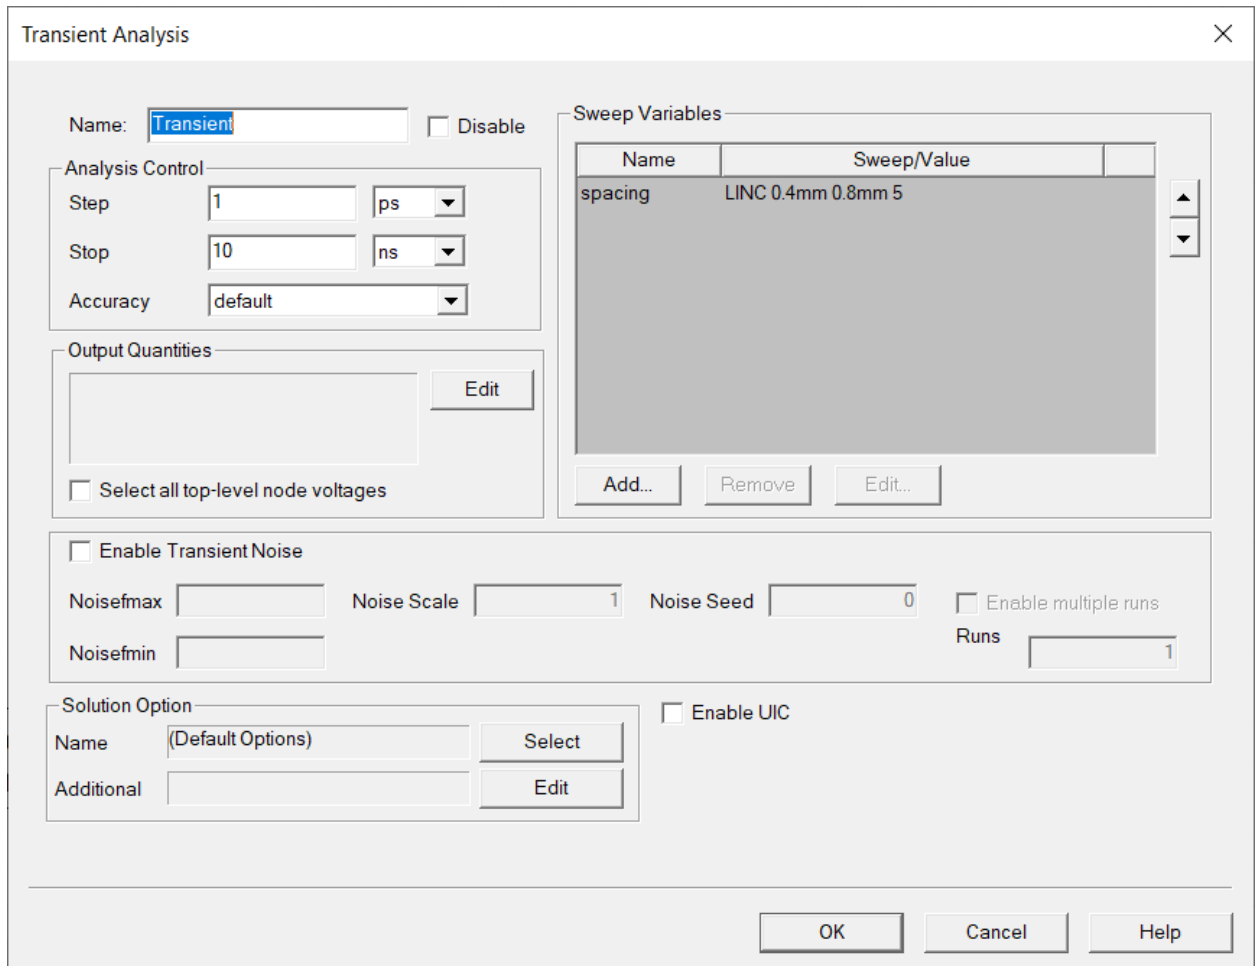 Transient Analysis
Name: Transient Disable
Analysis Control
Step 1 ps
Stop 10 ns
Accuracy default
Output Quantities
Edit
Select all top-level node voltages
Sweep Variables
Name Sweep/Value
spacing LINC 0.4mm 0.8mm 5
Add... Remove Edit...
Enable Transient Noise
Noisefmax Noise Scale 1 Noise Seed 0 Enable multiple runs
Noisefmin Runs 1
Solution Option
Name (Default Options) Select
Additional Edit
Enable UIC
OK Cancel Help